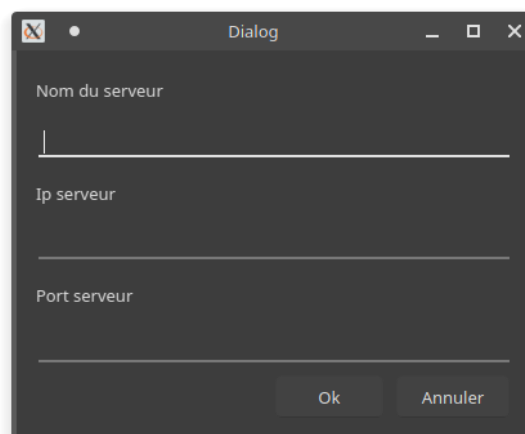 Dialog
Nom du serveur
Ip serveur
Port serveur
Ok Annuler